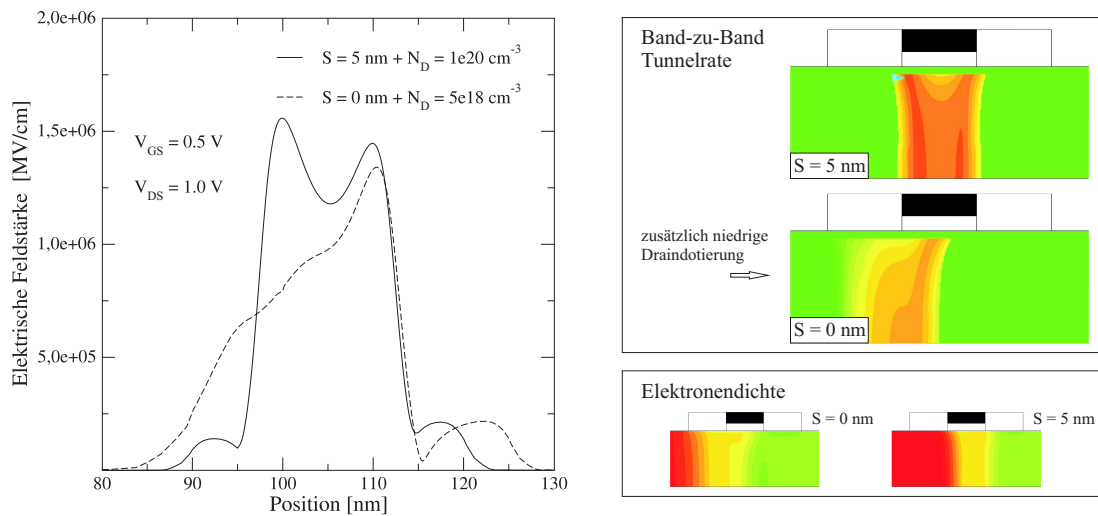 2,0e+06
1,5e+06
1,0e+06
5,0e+05
Elektrische Feldstärke [MV/cm]
S = 5 nm + N_D = 1e20 cm⁻³
S = 0 nm + N_D = 5e18 cm⁻³
V_GS = 0.5 V
V_DS = 1.0 V
80 90 100 110 120 130
Position [nm]
Band-zu-Band
Tunnelrate
S = 5 nm
zusätzlich niedrige
Draindotierung
S = 0 nm
Elektronendichte
S = 0 nm
S = 5 nm